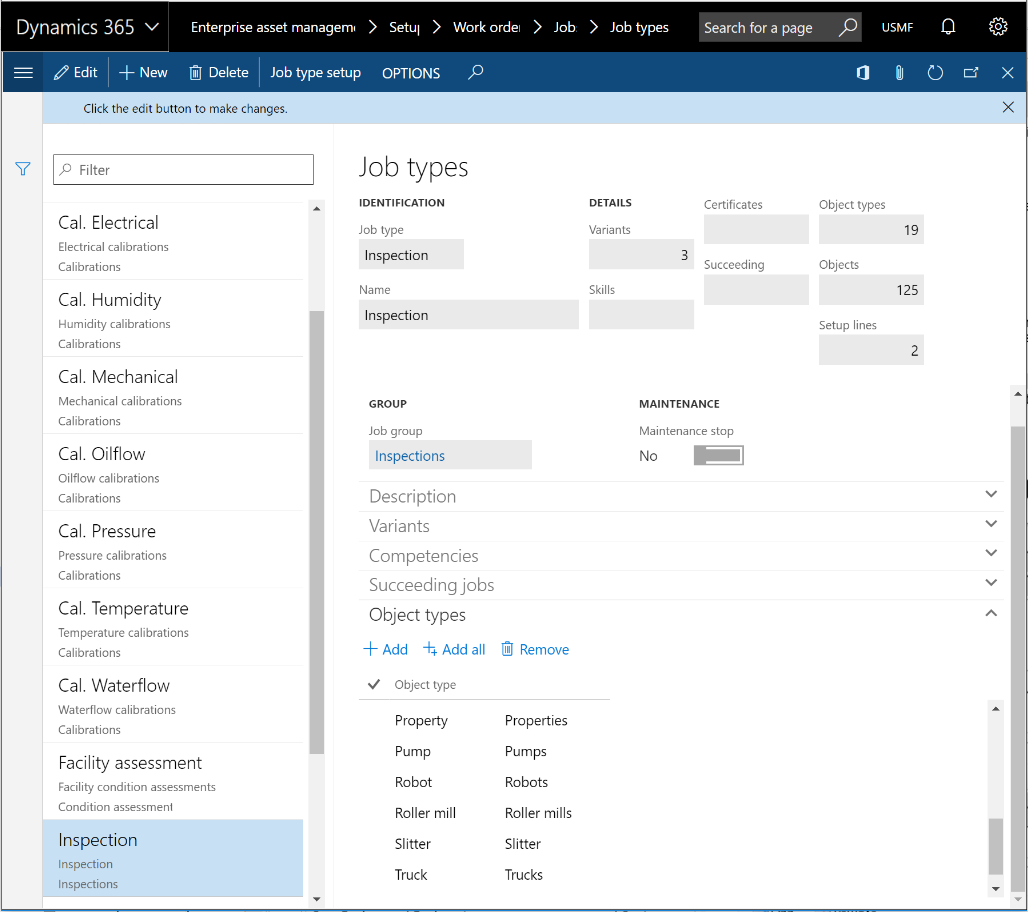 Dynamics 365
Enterprise asset managem
Setu
Work order
Job
Job types
Search for a page
USMF
Edit
New
Delete
Job type setup
OPTIONS
Click the edit button to make changes.
Filter
Cal. Electrical
Electrical calibrations
Calibrations
Cal. Humidity
Humidity calibrations
Calibrations
Cal. Mechanical
Mechanical calibrations
Calibrations
Cal. Oilflow
Oilflow calibrations
Calibrations
Cal. Pressure
Pressure calibrations
Calibrations
Cal. Temperature
Temperature calibrations
Calibrations
Cal. Waterflow
Waterflow calibrations
Calibrations
Facility assessment
Facility condition assessments
Condition assessment
Inspection
Inspection
Inspections
Job types
IDENTIFICATION
Job type
Inspection
Name
Inspection
DETAILS
Variants
3
Skills
Certificates
Succeeding
Object types
19
Objects
125
Setup lines
2
GROUP
Job group
Inspections
MAINTENANCE
Maintenance stop
No
Description
Variants
Competencies
Succeeding jobs
Object types
Add
Add all
Remove
Object type
Property Properties
Pump Pumps
Robot Robots
Roller mill Roller mills
Slitter Slitter
Truck Trucks